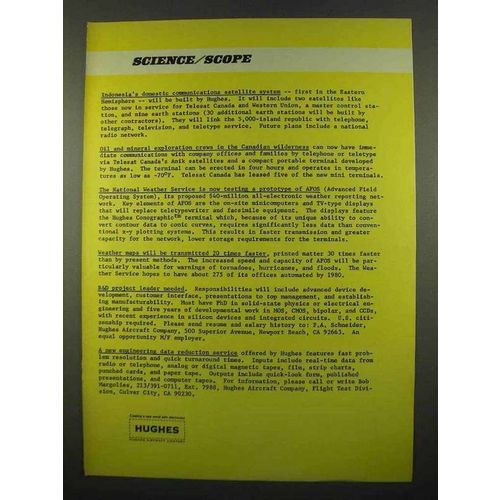 SCIENCE/SCOPE
Indonesia's domestic communications satellite system -- first in the Eastern
Hemisphere -- will be built by Hughes. It will include two satellites like
those now in service for Telesat Canada and Western Union, a master control sta-
tion, and nine earth stations (30 additional earth stations will be built by
other contractors). They will link the 5,000-island republic with telephone,
telegraph, television, and teletype service. Future plans include a national
radio network.
Oil and mineral exploration crews in the Canadian wilderness can now have imme-
diate communications with company offices and families by telephone or teletype
via Telesat Canada's Anik satellites and a compact portable terminal developed
by Hughes. The terminal can be erected in four hours and operates in tempera-
tures as low as -70°F. Telesat Canada has leased five of the new mini terminals.
The National Weather Service is now testing a prototype of AFOS (Advanced Field
Operating System), its proposed $40-million all-electronic weather reporting net-
work. Key elements of AFOS are the on-site minicomputers and TV-type displays
that will replace teletypewriter and facsimile equipment. The displays feature
the Hughes Conographic™ terminal which, because of its unique ability to con-
vert contour data to conic curves, requires significantly less data than conven-
tional x-y plotting systems. This results in faster transmission and greater
capacity for the network, lower storage requirements for the terminals.
Weather maps will be transmitted 20 times faster, printed matter 30 times faster
than by present methods. The increased speed and capacity of AFOS will be par-
ticularly valuable for warnings of tornadoes, hurricanes, and floods. The Wea-
ther Service hopes to have about 275 of its offices automated by 1980.
R&D project leader needed. Responsibilities will include advanced device de-
velopment, customer interface, presentations to top management, and establish-
ing manufacturability. Must have PhD in solid-state physics or electrical en-
gineering and five years of developmental work in MOS, CMOS, bipolar, and CCDs,
with recent experience in silicon devices and integrated circuits. U.S. citi-
zenship required. Please send resume and salary history to: P.A. Schneider,
Hughes Aircraft Company, 500 Superior Avenue, Newport Beach, CA 92663. An
equal opportunity M/F employer.
A new engineering data reduction service offered by Hughes features fast prob-
lem resolution and quick turnaround times. Inputs include real-time data from
radio or telephone, analog or digital magnetic tapes, film, strip charts,
punched cards, and paper tape. Outputs include quick-look form, published
presentations, and computer tapes. For information, please call or write Bob
Margolies, 213/391-0711, Ext. 7988, Hughes Aircraft Company, Flight Test Divi-
sion, Culver City, CA 90230.
Creating a new world with electronics
HUGHES
HUGHES AIRCRAFT COMPANY